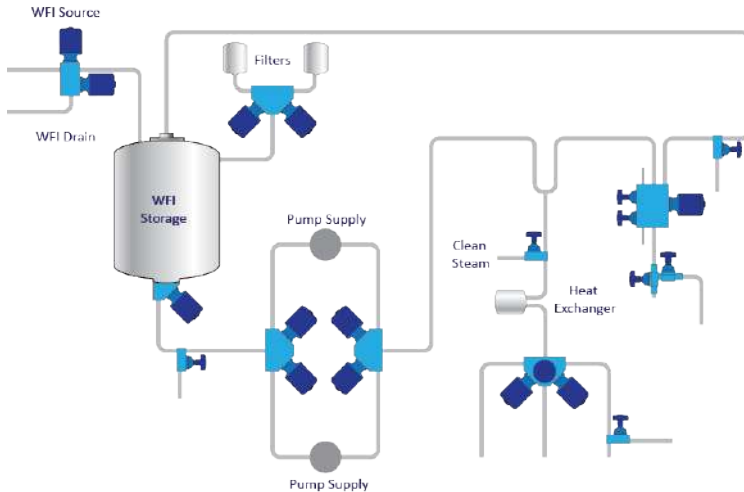 WFI Source
Filters
WFI Drain
WFI
Storage
Pump Supply
Clean
Steam
Heat
Exchanger
Pump Supply